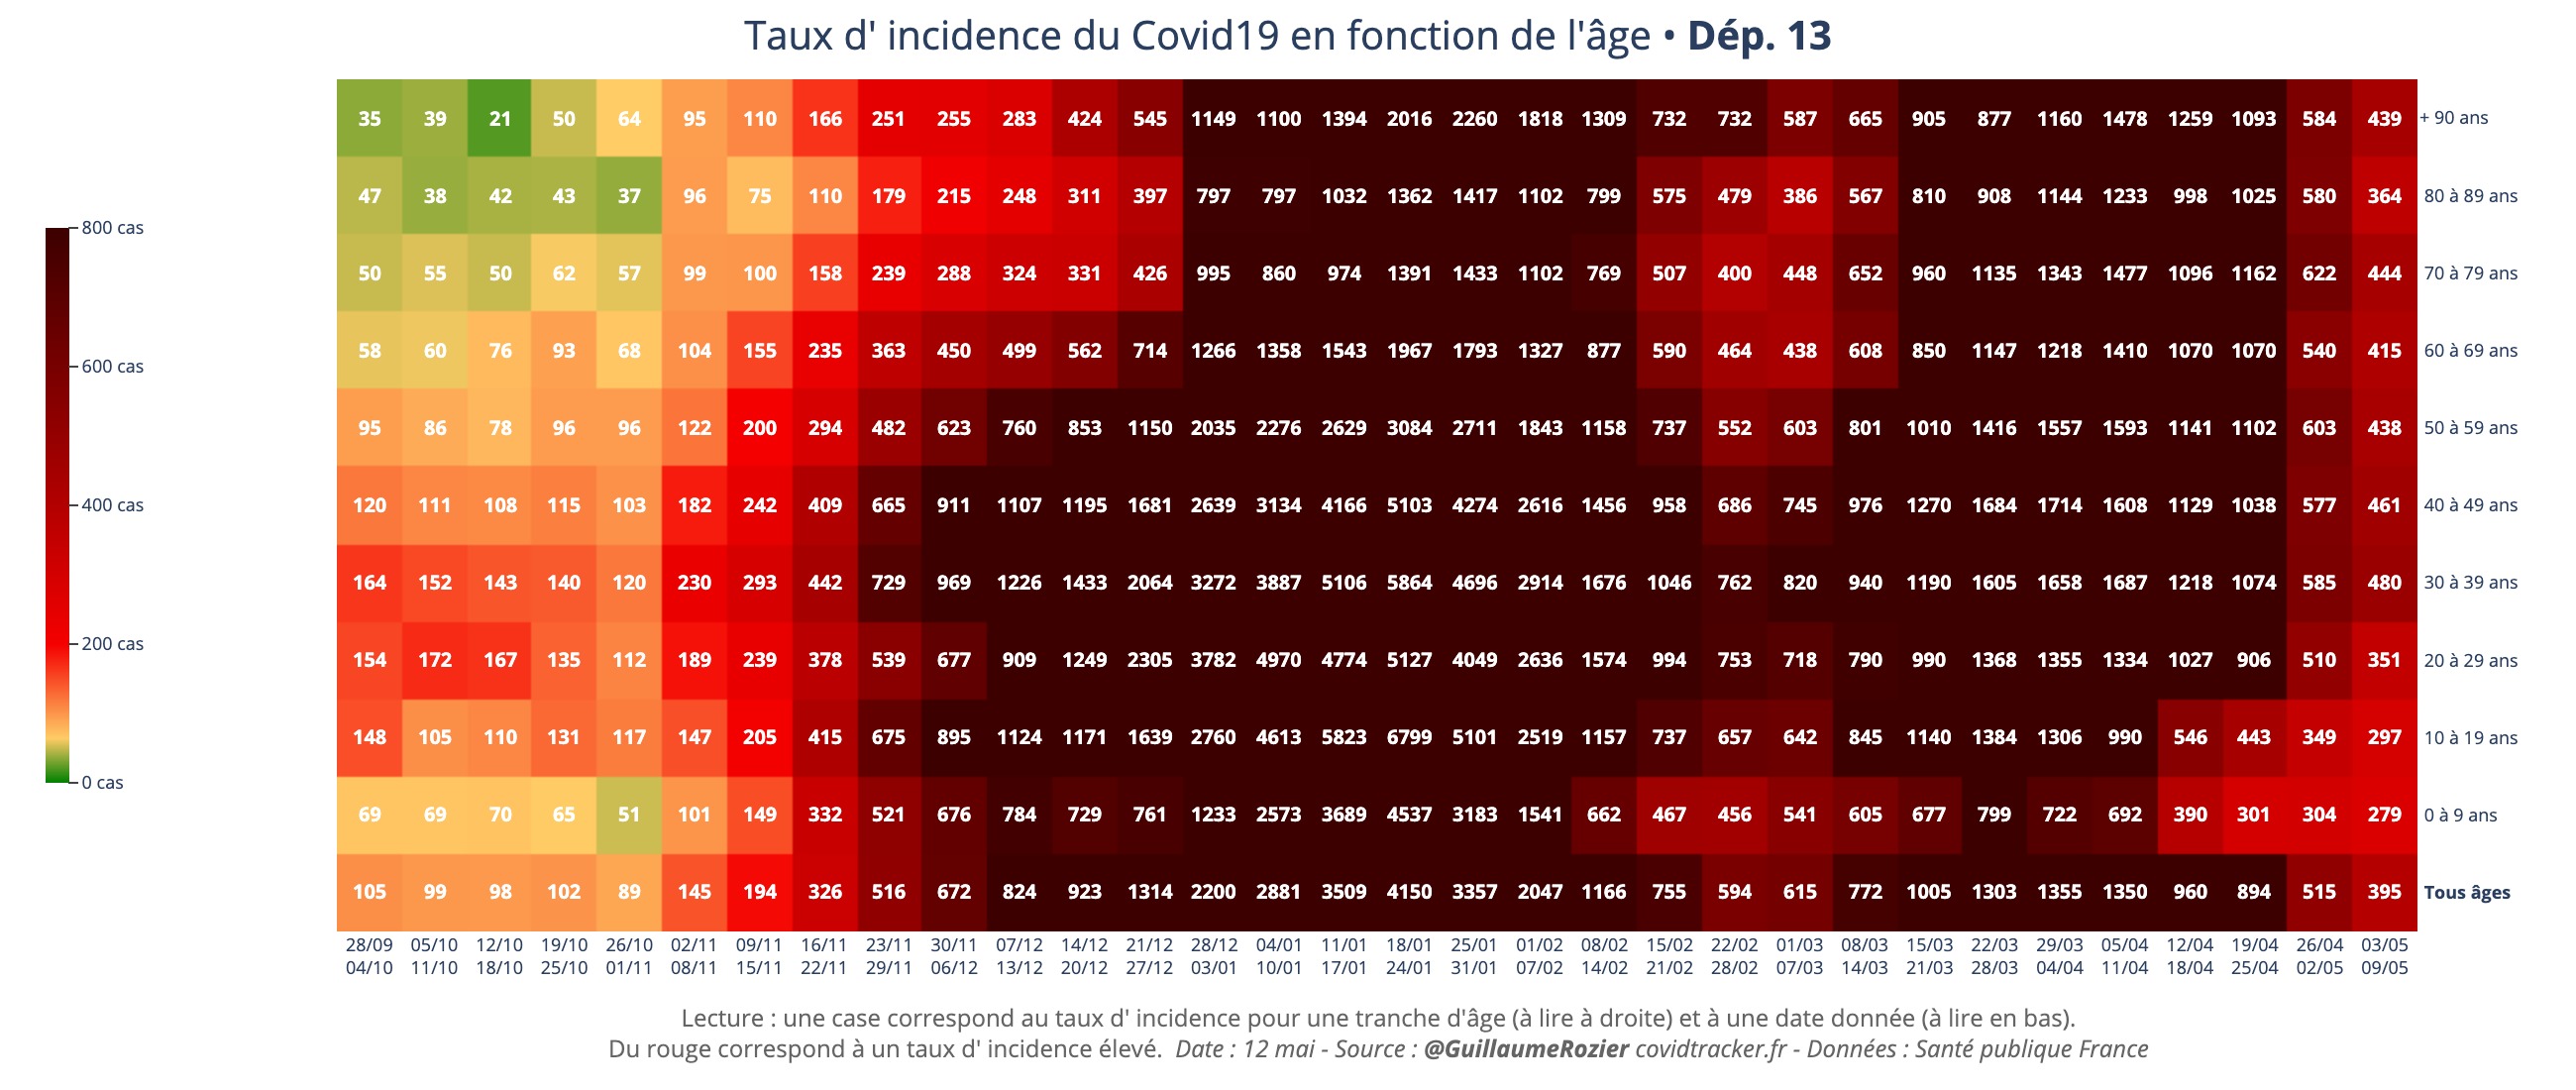 Taux d' incidence du Covid19 en fonction de l'âge • Dép. 13
800 cas
600 cas
400 cas
200 cas
0 cas
35 39 21 50 64 95 110 166 251 255 283 424 545 1149 1100 1394 2016 2260 1818 1309 732 732 587 665 905 877 1160 1478 1259 1093 584 439 + 90 ans
47 38 42 43 37 96 75 110 179 215 248 311 397 797 797 1032 1362 1417 1102 799 575 479 386 567 810 908 1144 1233 998 1025 580 364 80 à 89 ans
50 55 50 62 57 99 100 158 239 288 324 331 426 995 860 974 1391 1433 1102 769 507 400 448 652 960 1135 1343 1477 1096 1162 622 444 70 à 79 ans
58 60 76 93 68 104 155 235 363 450 499 562 714 1266 1358 1543 1967 1793 1327 877 590 464 438 608 850 1147 1218 1410 1070 1070 540 415 60 à 69 ans
95 86 78 96 96 122 200 294 482 623 760 853 1150 2035 2276 2629 3084 2711 1843 1158 737 552 603 801 1010 1416 1557 1593 1141 1102 603 438 50 à 59 ans
120 111 108 115 103 182 242 409 665 911 1107 1195 1681 2639 3134 4166 5103 4274 2616 1456 958 686 745 976 1270 1684 1714 1608 1129 1038 577 461 40 à 49 ans
164 152 143 140 120 230 293 442 729 969 1226 1433 2064 3272 3887 5106 5864 4696 2914 1676 1046 762 820 940 1190 1605 1658 1687 1218 1074 585 480 30 à 39 ans
154 172 167 135 112 189 239 378 539 677 909 1249 2305 3782 4970 4774 5127 4049 2636 1574 994 753 718 790 990 1368 1355 1334 1027 906 510 351 20 à 29 ans
148 105 110 131 117 147 205 415 675 895 1124 1171 1639 2760 4613 5823 6799 5101 2519 1157 737 657 642 845 1140 1384 1306 990 546 443 349 297 10 à 19 ans
69 69 70 65 51 101 149 332 521 676 784 729 761 1233 2573 3689 4537 3183 1541 662 467 456 541 605 677 799 722 692 390 301 304 279 0 à 9 ans
105 99 98 102 89 145 194 326 516 672 824 923 1314 2200 2881 3509 4150 3357 2047 1166 755 594 615 772 1005 1303 1355 1350 960 894 515 395 Tous âges
28/09 05/10 12/10 19/10 26/10 02/11 09/11 16/11 23/11 30/11 07/12 14/12 21/12 28/12 04/01 11/01 18/01 25/01 01/02 08/02 15/02 22/02 01/03 08/03 15/03 22/03 29/03 05/04 12/04 19/04 26/04 03/05
04/10 11/10 18/10 25/10 01/11 08/11 15/11 22/11 29/11 06/12 13/12 20/12 27/12 03/01 10/01 17/01 24/01 31/01 07/02 14/02 21/02 28/02 07/03 14/03 21/03 28/03 04/04 11/04 18/04 25/04 02/05 09/05
Lecture : une case correspond au taux d' incidence pour une tranche d'âge (à lire à droite) et à une date donnée (à lire en bas).
Du rouge correspond à un taux d' incidence élevé. Date : 12 mai - Source : @GuillaumeRozier covidtracker.fr - Données : Santé publique France